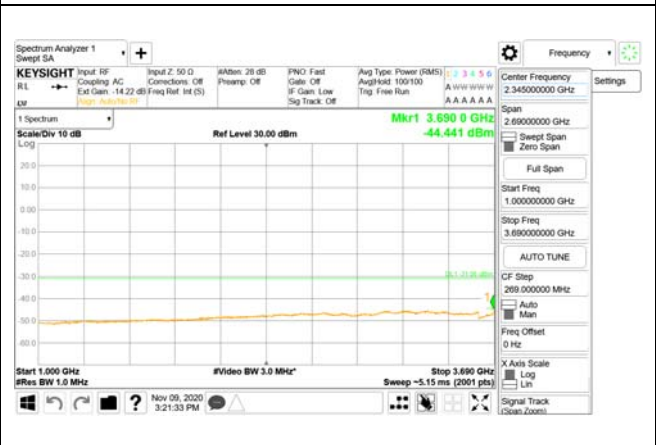 Spectrum Analyzer 1
Swept SA
+
Frequency
KEYSIGHT
RL
Input: RF
Coupling: AC
Ext Gain: -14.22 dB
Align: Auto/No RF
Input Z: 50 Ω
Corrections: Off
Freq Ref: Int (S)
#Atten: 28 dB
Preamp: Off
PNO: Fast
Gate: Off
IF Gain: Low
Sig Track: Off
Avg Type: Power (RMS)
Avg|Hold: 100/100
Trig: Free Run
1 2 3 4 5 6
A W W W W W
A A A A A A
1 Spectrum
Scale/Div 10 dB
Ref Level 30.00 dBm
Mkr1 3.690 0 GHz
-44.441 dBm
Log
20.0
10.0
0.00
-10.0
-20.0
-30.0
-40.0
-50.0
-60.0
1
Start 1.000 GHz
#Res BW 1.0 MHz
#Video BW 3.0 MHz*
Stop 3.690 GHz
Sweep ~5.15 ms (2001 pts)
Nov 09, 2020
3:21:33 PM
Center Frequency
2.345000000 GHz
Settings
Span
2.69000000 GHz
Swept Span
Zero Span
Full Span
Start Freq
1.000000000 GHz
Stop Freq
3.690000000 GHz
AUTO TUNE
CF Step
269.000000 MHz
Auto
Man
Freq Offset
0 Hz
X Axis Scale
Log
Lin
Signal Track
(Span Zoom)